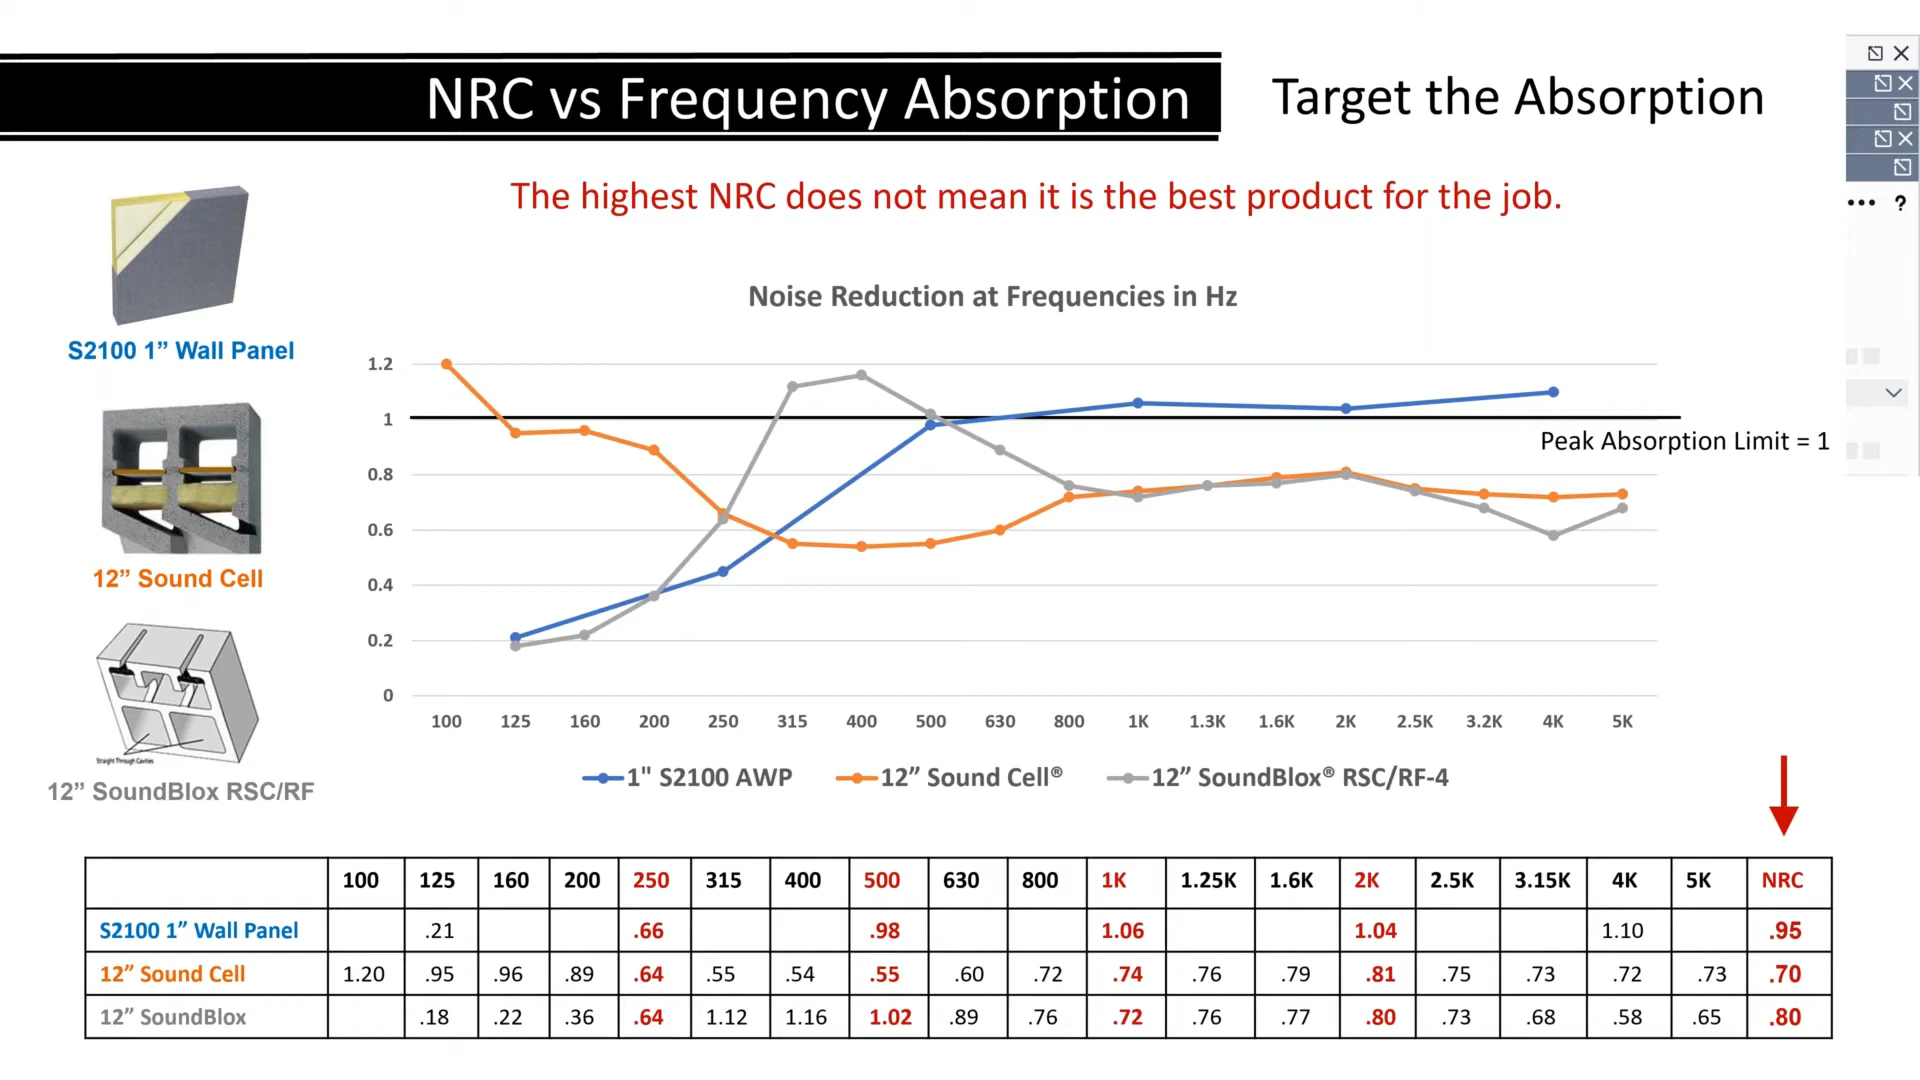 NRC vs Frequency Absorption
Target the Absorption
The highest NRC does not mean it is the best product for the job.
S2100 1” Wall Panel
12” Sound Cell
Straight Through Cavities
12” SoundBlox RSC/RF
Noise Reduction at Frequencies in Hz
1.2
1
0.8
0.6
0.4
0.2
0
Peak Absorption Limit = 1
100 125 160 200 250 315 400 500 630 800 1K 1.3K 1.6K 2K 2.5K 3.2K 4K 5K
1" S2100 AWP 12” Sound Cell® 12” SoundBlox® RSC/RF-4
100 125 160 200 250 315 400 500 630 800 1K 1.25K 1.6K 2K 2.5K 3.15K 4K 5K NRC
S2100 1” Wall Panel .21 .66 .98 1.06 1.04 1.10 .95
12” Sound Cell 1.20 .95 .96 .89 .64 .55 .54 .55 .60 .72 .74 .76 .79 .81 .75 .73 .72 .73 .70
12” SoundBlox .18 .22 .36 .64 1.12 1.16 1.02 .89 .76 .72 .76 .77 .80 .73 .68 .58 .65 .80
... ?